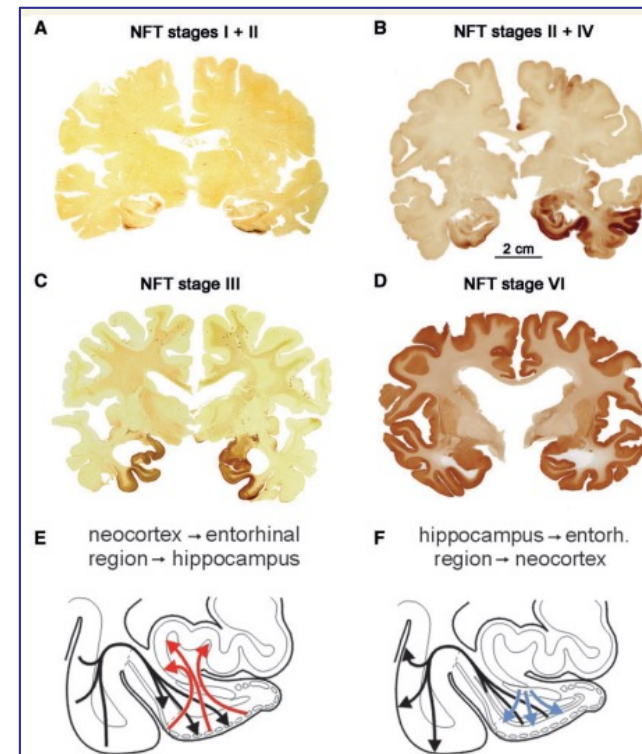 A
NFT stages I + II
B
NFT stages II + IV
2 cm
C
NFT stage III
D
NFT stage VI
E
neocortex → entorhinal
region → hippocampus
F
hippocampus → entorh.
region → neocortex